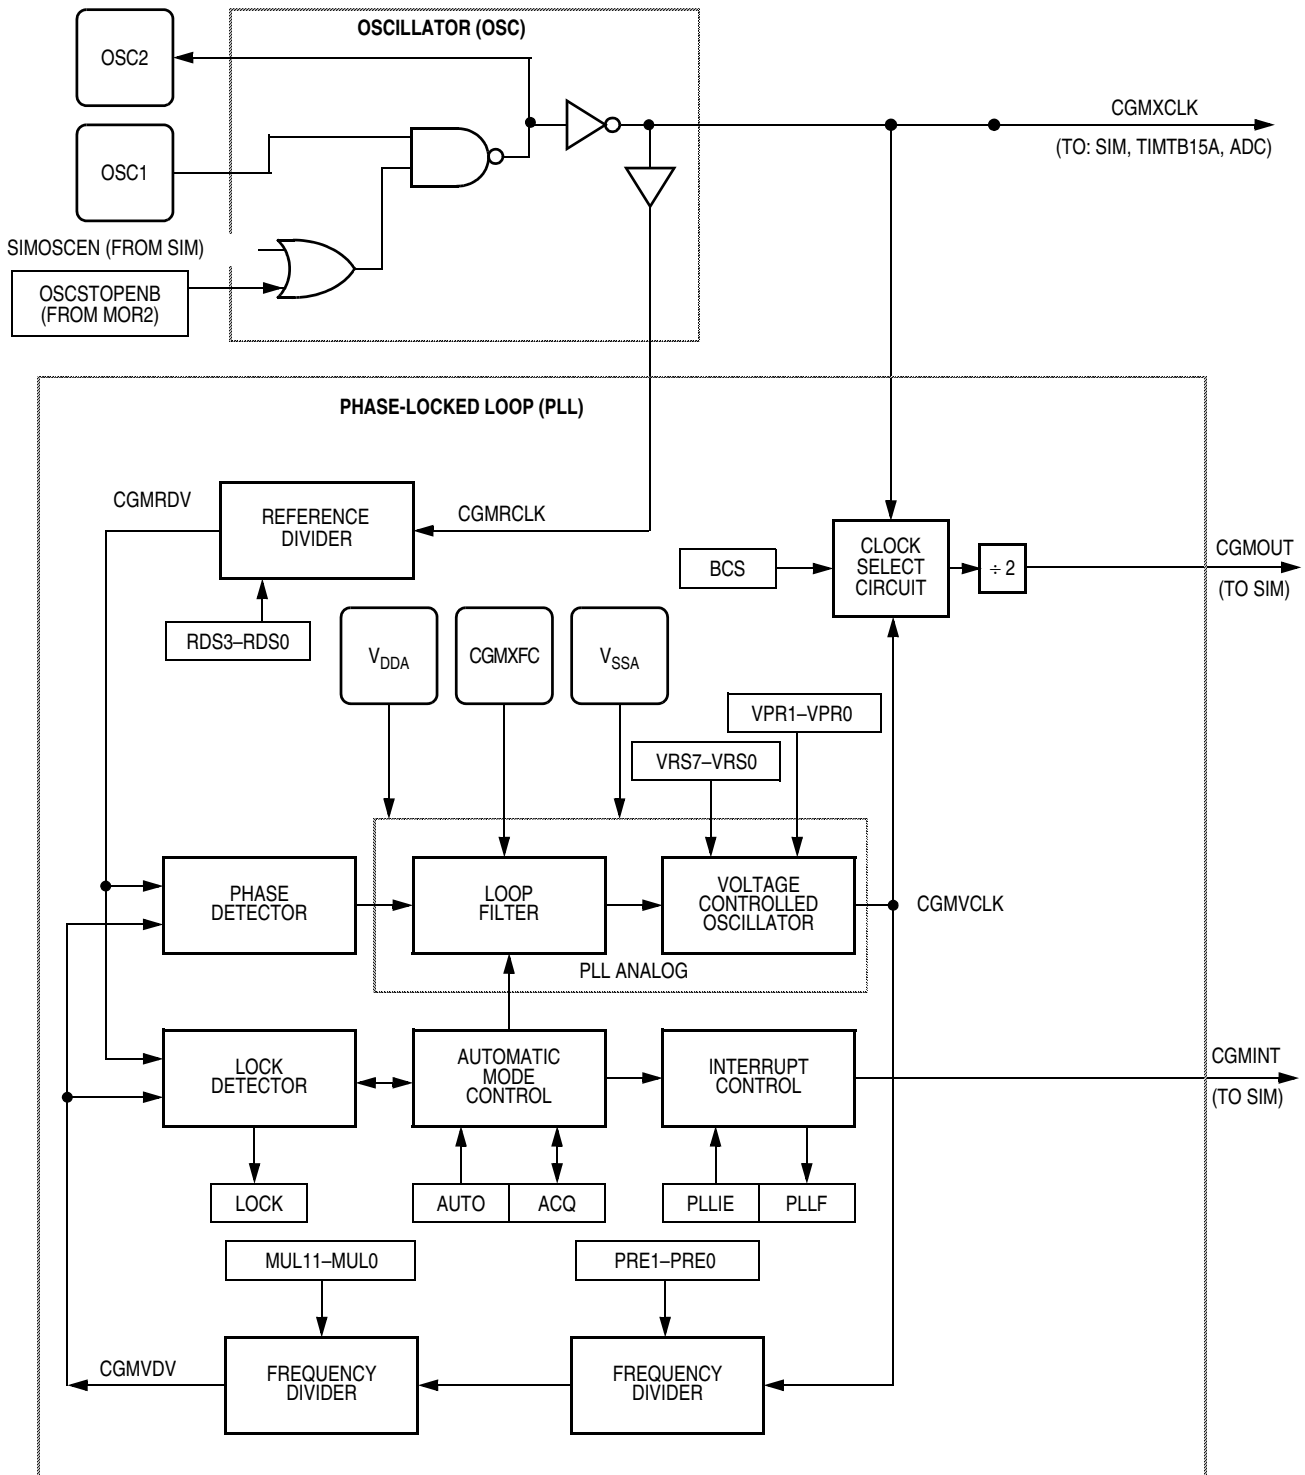 OSCILLATOR (OSC)
OSC2
CGMXCLK
(TO: SIM, TIMTB15A, ADC)
OSC1
SIMOSCEN (FROM SIM)
OSCSTOPENB
(FROM MOR2)
PHASE-LOCKED LOOP (PLL)
CGMRDV
REFERENCE
DIVIDER
CGMRCLK
CLOCK
SELECT
CIRCUIT
BCS
÷ 2
CGMOUT
(TO SIM)
RDS3–RDS0
VDDA
CGMXFC
VSSA
VPR1–VPR0
VRS7–VRS0
PHASE
DETECTOR
LOOP
FILTER
VOLTAGE
CONTROLLED
OSCILLATOR
CGMVCLK
PLL ANALOG
LOCK
DETECTOR
AUTOMATIC
MODE
CONTROL
INTERRUPT
CONTROL
CGMINT
(TO SIM)
LOCK
AUTO
ACQ
PLLIE
PLLF
MUL11–MUL0
PRE1–PRE0
CGMVDV
FREQUENCY
DIVIDER
FREQUENCY
DIVIDER